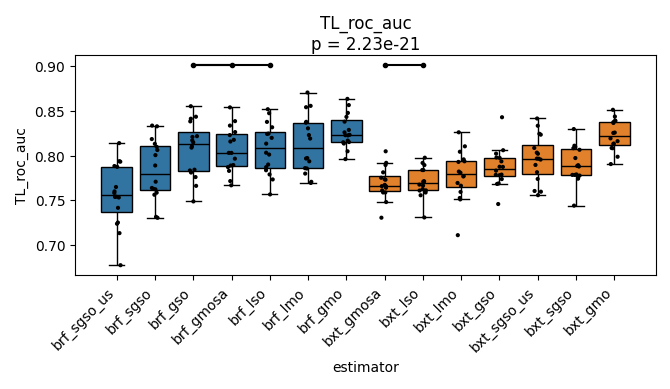 TL_roc_auc
p = 2.23e-21
TL_roc_auc
0.90
0.85
0.80
0.75
0.70
brf_sgso_us
brf_sgso
brf_gso
brf_gmosa
brf_lso
brf_lmo
brf_gmo
bxt_gmosa
bxt_lso
bxt_lmo
bxt_gso
bxt_sgso_us
bxt_sgso
bxt_gmo
estimator